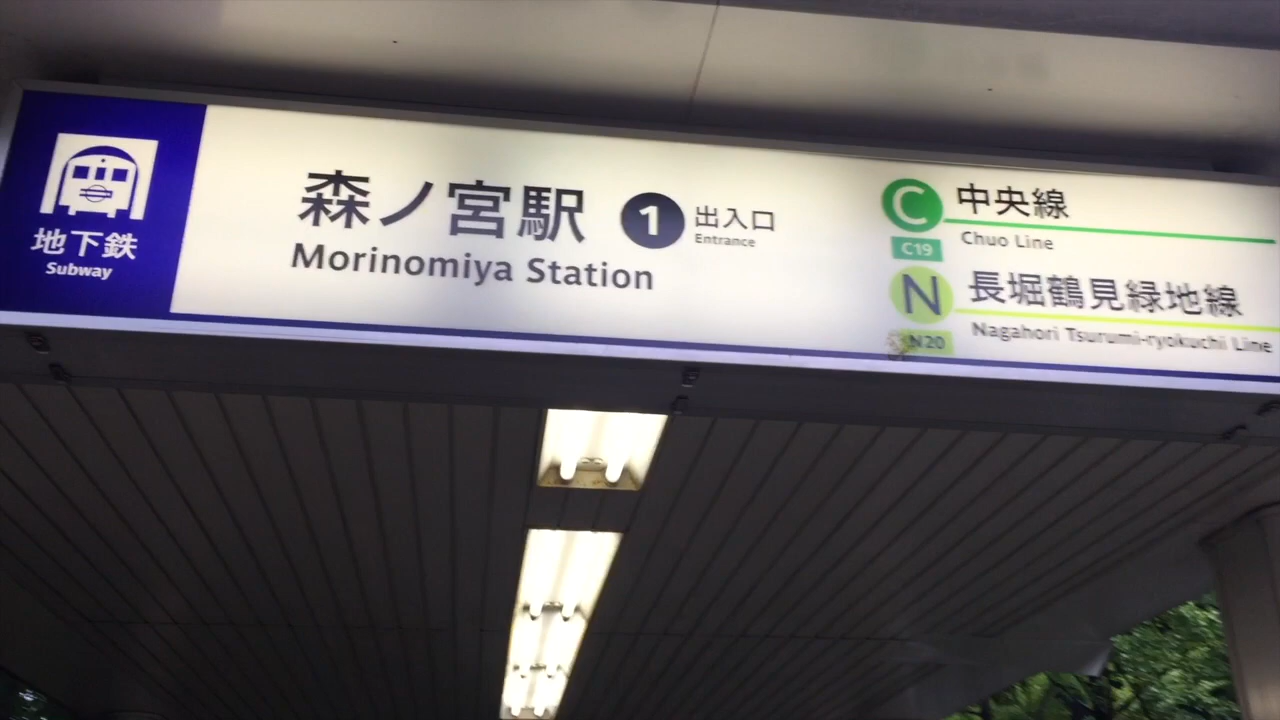 地下鉄
Subway
森ノ宮駅
Morinomiya Station
1
出入口
Entrance
C
C19
中央線
Chuo Line
N
N20
長堀鶴見緑地線
Nagahori Tsurumi-ryokuchi Line